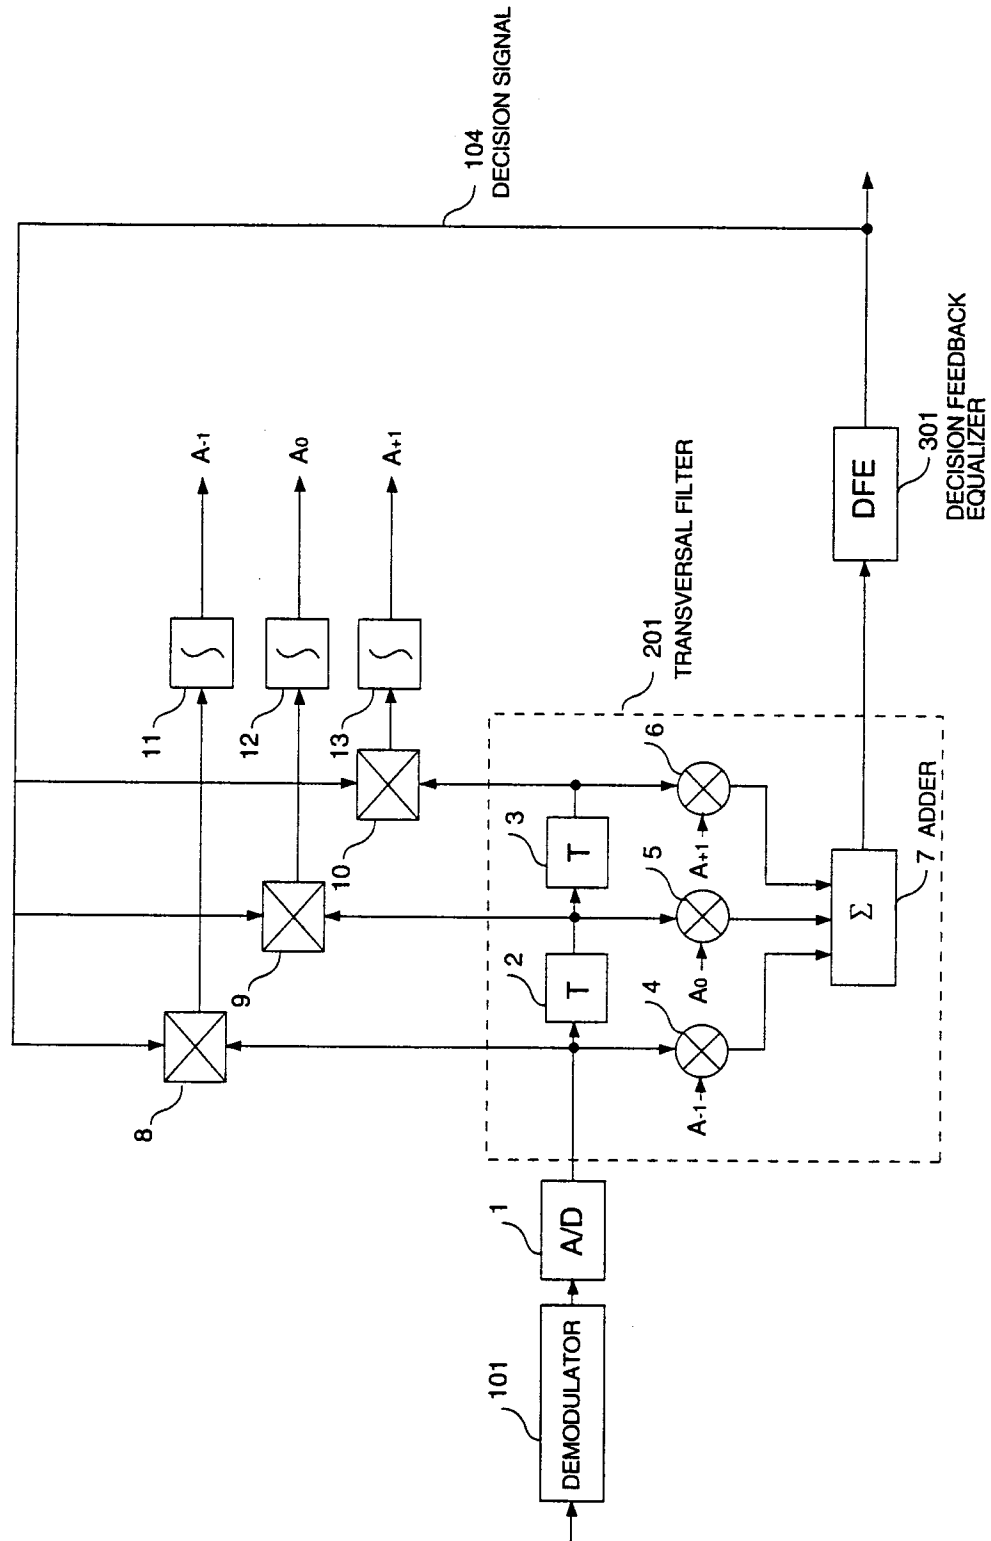 104
DECISION SIGNAL
11
∫
A-1
12
∫
A0
13
∫
A+1
8
9
10
201
TRANSVERSAL FILTER
101
DEMODULATOR
1
A/D
2
T
3
T
A-1
4
A0
5
A+1
6
Σ
7 ADDER
DFE
301
DECISION FEEDBACK
EQUALIZER